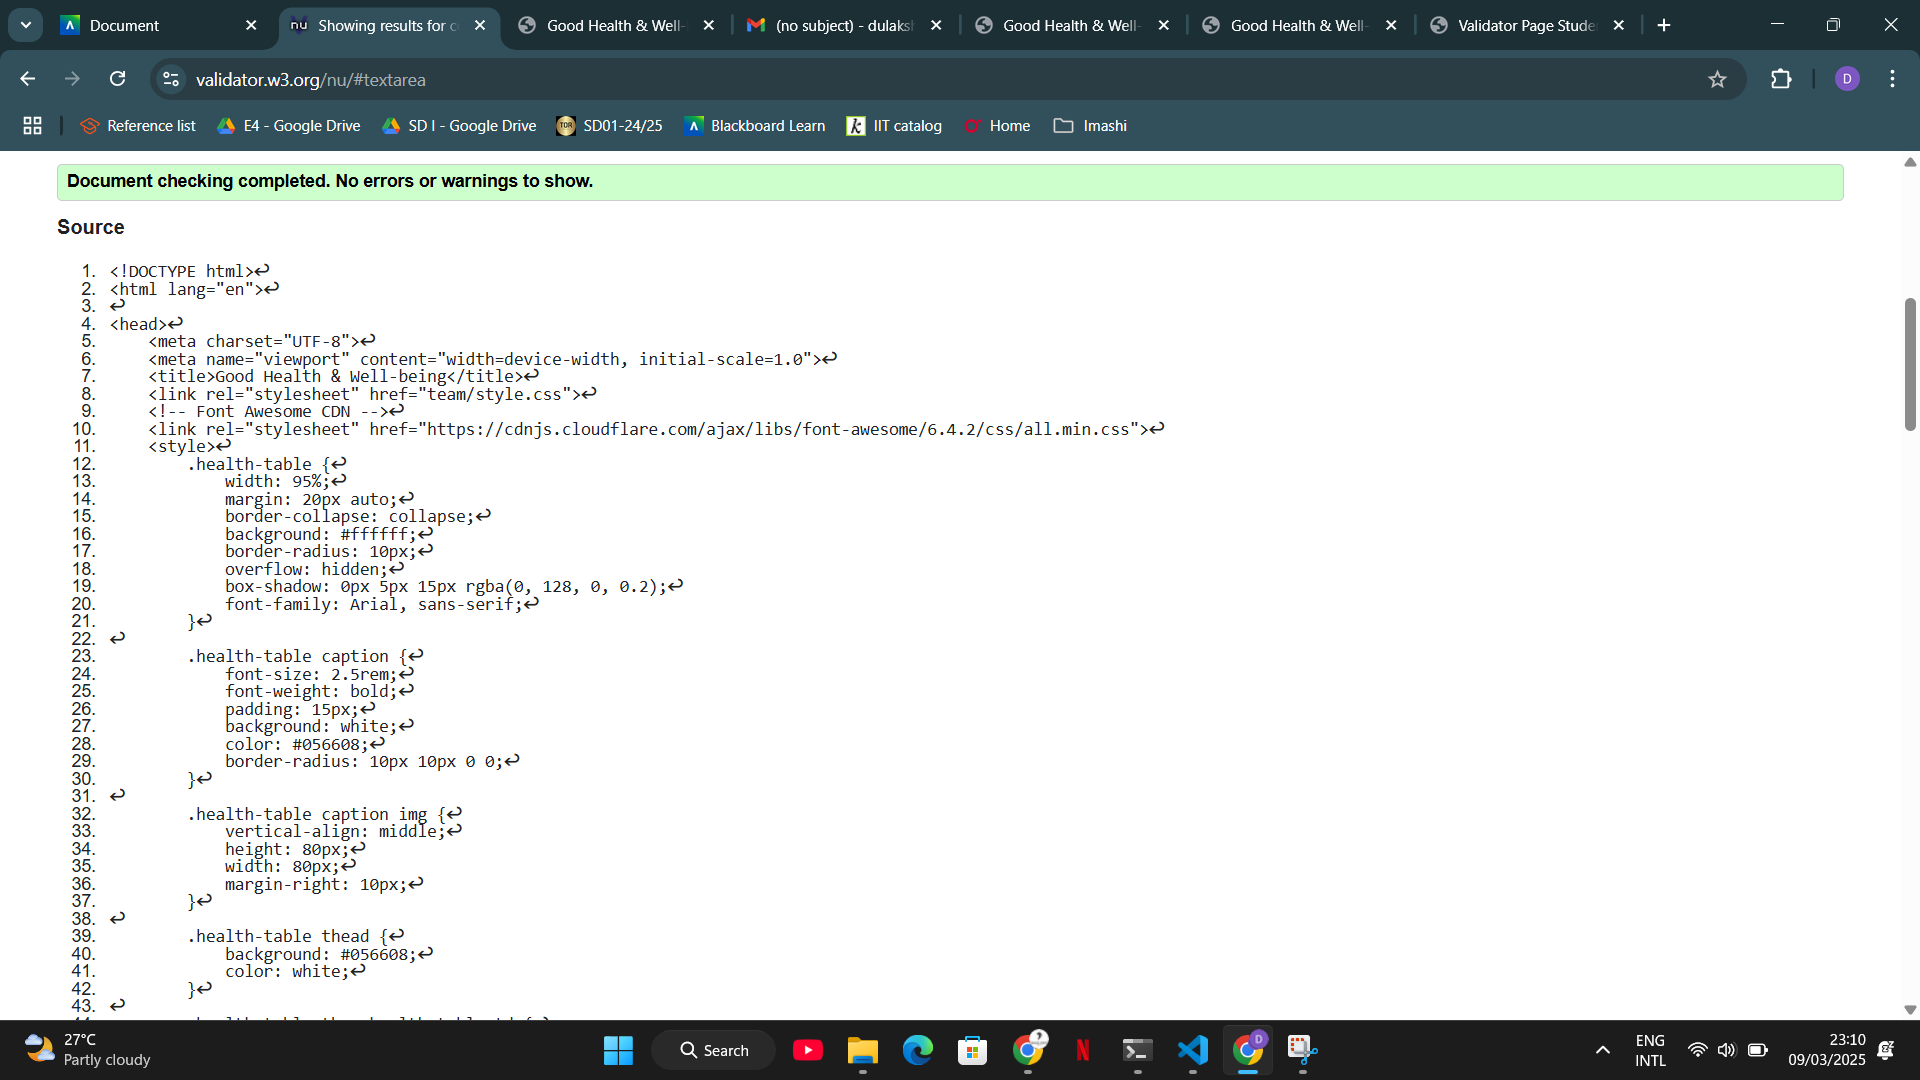 Document
Showing results for c
Good Health & Well-
(no subject) - dulaksh
Good Health & Well-
Good Health & Well-
Validator Page Stude
validator.w3.org/nu/#textarea
D
Reference list
E4 - Google Drive
SD I - Google Drive
SD01-24/25
Blackboard Learn
IIT catalog
Home
Imashi
Document checking completed. No errors or warnings to show.
Source
1. <!DOCTYPE html>↩
2. <html lang="en">↩
3. ↩
4. <head>↩
5. <meta charset="UTF-8">↩
6. <meta name="viewport" content="width=device-width, initial-scale=1.0">↩
7. <title>Good Health & Well-being</title>↩
8. <link rel="stylesheet" href="team/style.css">↩
9. <!-- Font Awesome CDN -->↩
10. <link rel="stylesheet" href="https://cdnjs.cloudflare.com/ajax/libs/font-awesome/6.4.2/css/all.min.css">↩
11. <style>↩
12. .health-table {↩
13. width: 95%;↩
14. margin: 20px auto;↩
15. border-collapse: collapse;↩
16. background: #ffffff;↩
17. border-radius: 10px;↩
18. overflow: hidden;↩
19. box-shadow: 0px 5px 15px rgba(0, 128, 0, 0.2);↩
20. font-family: Arial, sans-serif;↩
21. }↩
22. ↩
23. .health-table caption {↩
24. font-size: 2.5rem;↩
25. font-weight: bold;↩
26. padding: 15px;↩
27. background: white;↩
28. color: #056608;↩
29. border-radius: 10px 10px 0 0;↩
30. }↩
31. ↩
32. .health-table caption img {↩
33. vertical-align: middle;↩
34. height: 80px;↩
35. width: 80px;↩
36. margin-right: 10px;↩
37. }↩
38. ↩
39. .health-table thead {↩
40. background: #056608;↩
41. color: white;↩
42. }↩
43. ↩
27°C
Partly cloudy
Search
ENG
INTL
23:10
09/03/2025